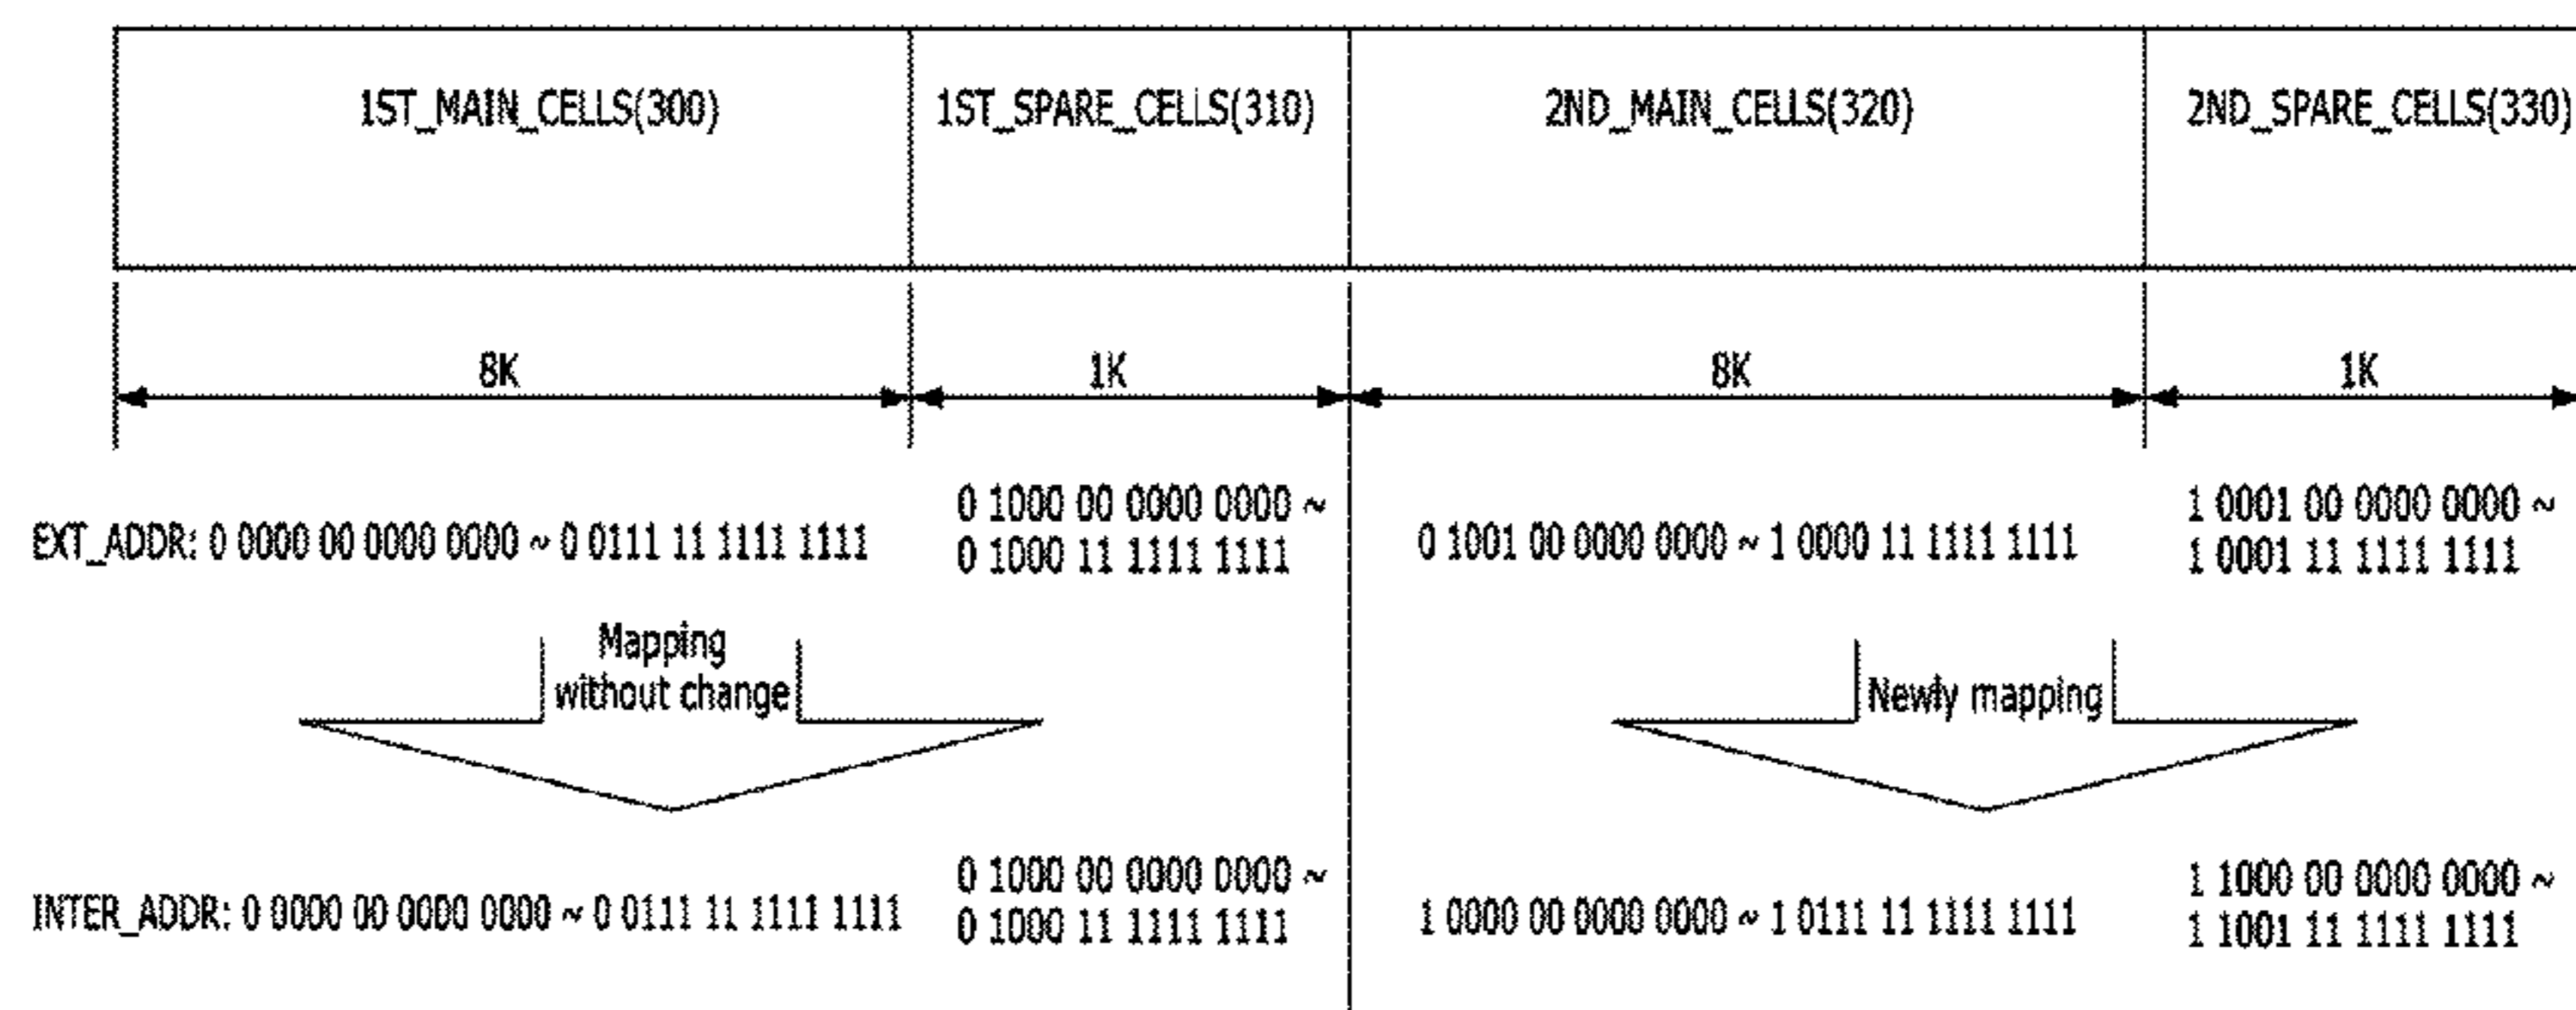 1ST_MAIN_CELLS(300) 1ST_SPARE_CELLS(310) 2ND_MAIN_CELLS(320) 2ND_SPARE_CELLS(330)
8K 1K 8K 1K
EXT_ADDR: 0 0000 00 0000 0000 ~ 0 0111 11 1111 1111
0 1000 00 0000 0000 ~
0 1000 11 1111 1111
0 1001 00 0000 0000 ~ 1 0000 11 1111 1111
1 0001 00 0000 0000 ~
1 0001 11 1111 1111
Mapping
without change
Newly mapping
INTER_ADDR: 0 0000 00 0000 0000 ~ 0 0111 11 1111 1111
0 1000 00 0000 0000 ~
0 1000 11 1111 1111
1 0000 00 0000 0000 ~ 1 0111 11 1111 1111
1 1000 00 0000 0000 ~
1 1001 11 1111 1111